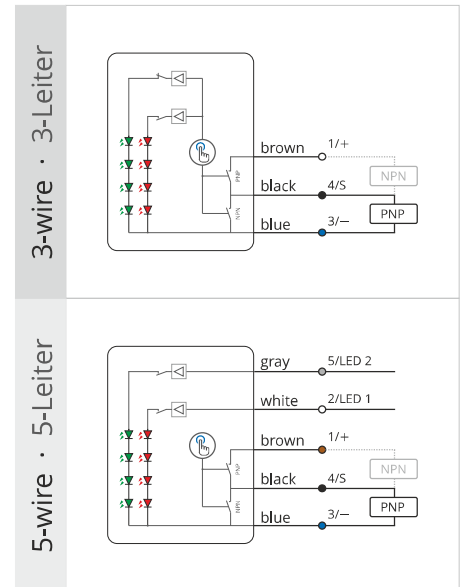 3-wire · 3-Leiter
PNP
NPN
brown 1/+
NPN
black 4/S
PNP
blue 3/—
5-wire · 5-Leiter
gray 5/LED 2
white 2/LED 1
PNP
NPN
brown 1/+
NPN
black 4/S
PNP
blue 3/—